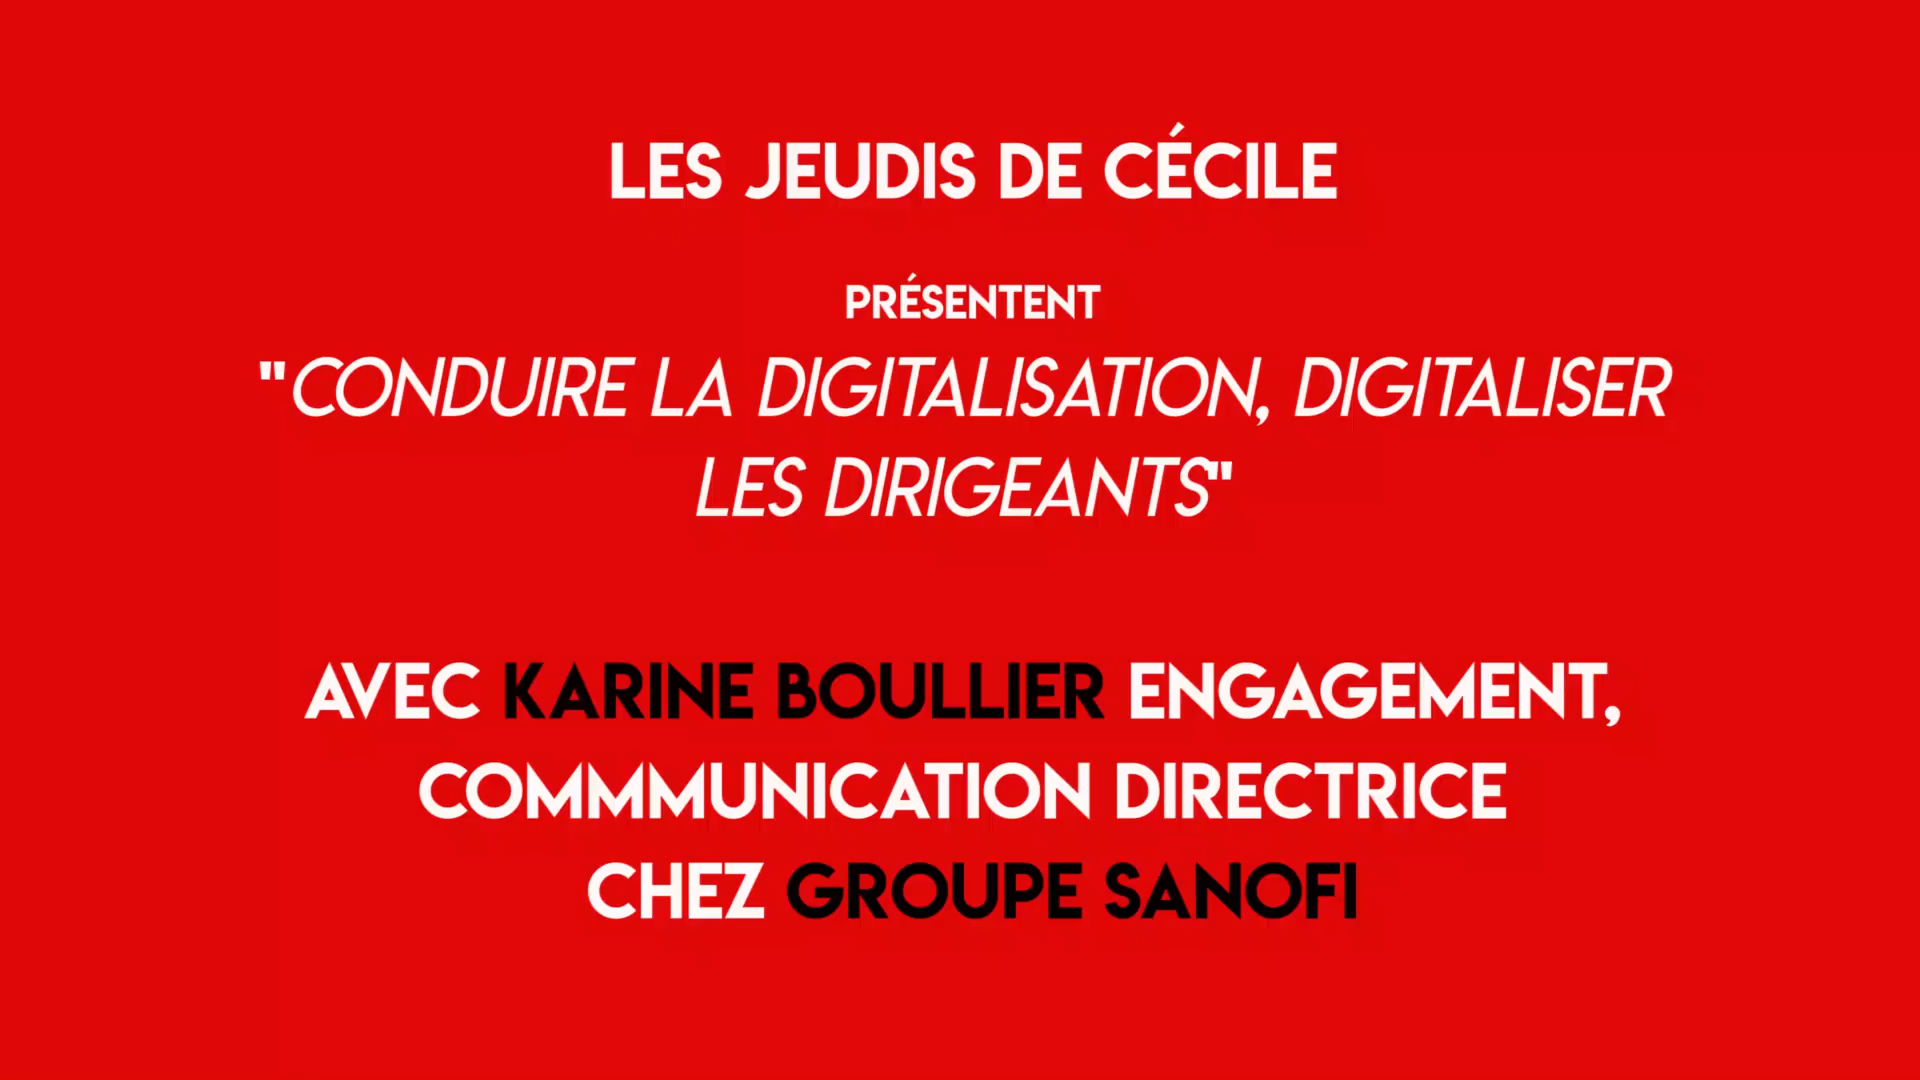 LES JEUDIS DE CÉCILE
PRÉSENTENT
"CONDUIRE LA DIGITALISATION, DIGITALISER
LES DIRIGEANTS"
AVEC KARINE BOULLIER ENGAGEMENT,
COMMMUNICATION DIRECTRICE
CHEZ GROUPE SANOFI